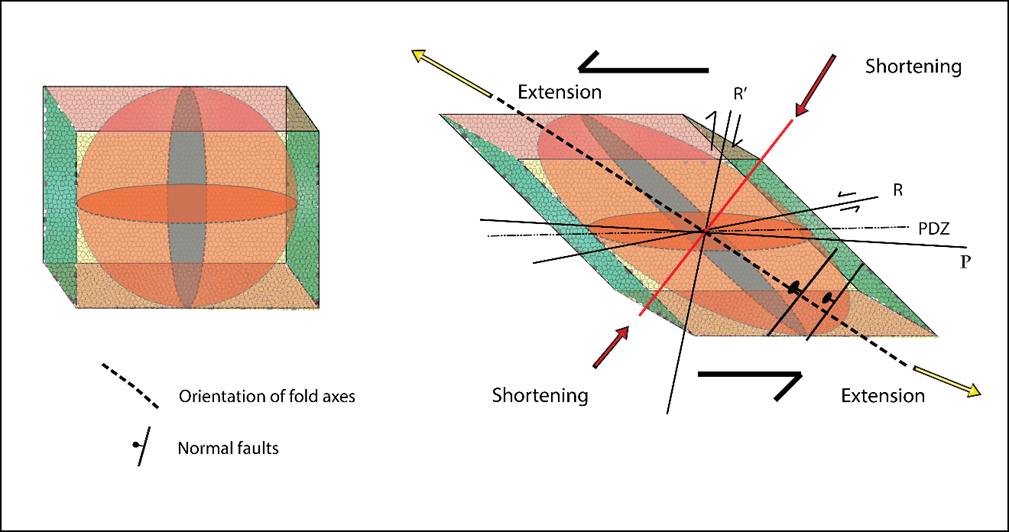 Shortening
Extension
R′
R
PDZ
P
Shortening
Extension
Orientation of fold axes
Normal faults